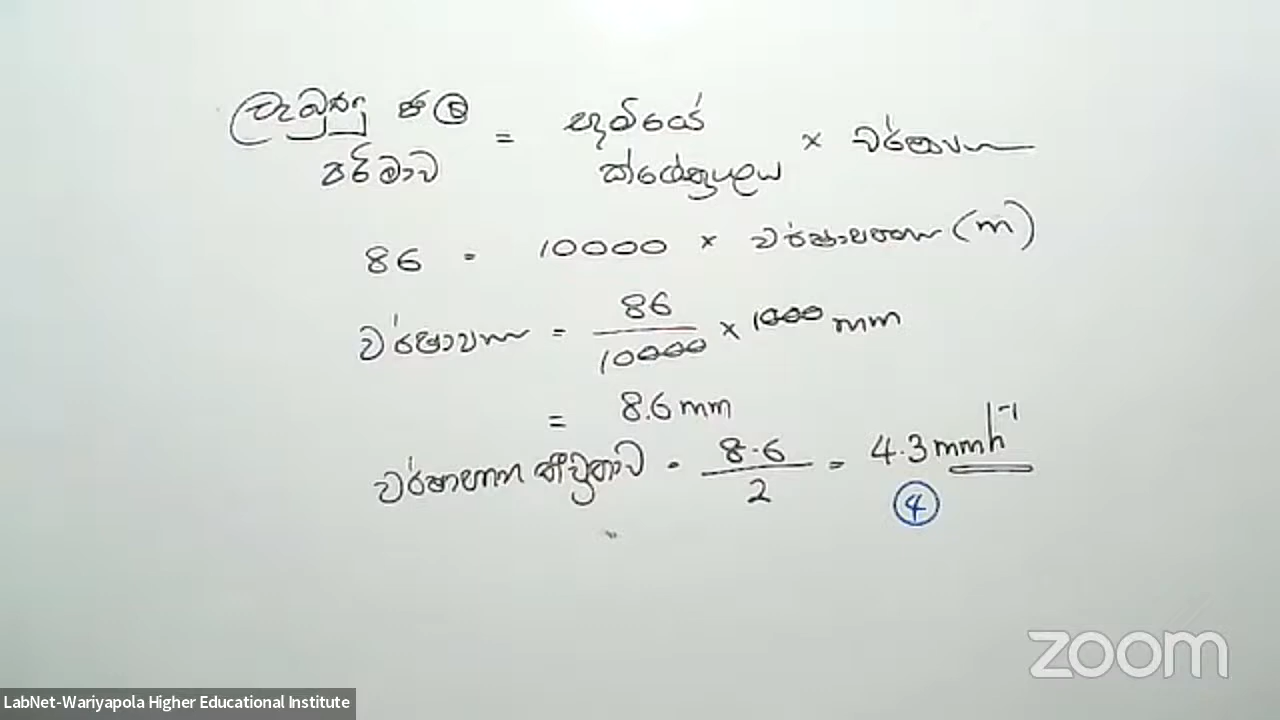 ලැබුණු ජල = හැමියේ × වර්ෂාපතනය
පරිමාව ක්ශේත්‍රඵලය
86 = 10000 × වර්ෂාපතනය (m)
වර්ෂාපතනය = 86/10000 × 1000 mm
= 8.6 mm
වර්ෂාපතන තීව්‍රතාව = 8.6/2 = 4.3 mmh⁻¹
4
zoom
LabNet-Wariyapola Higher Educational Institute